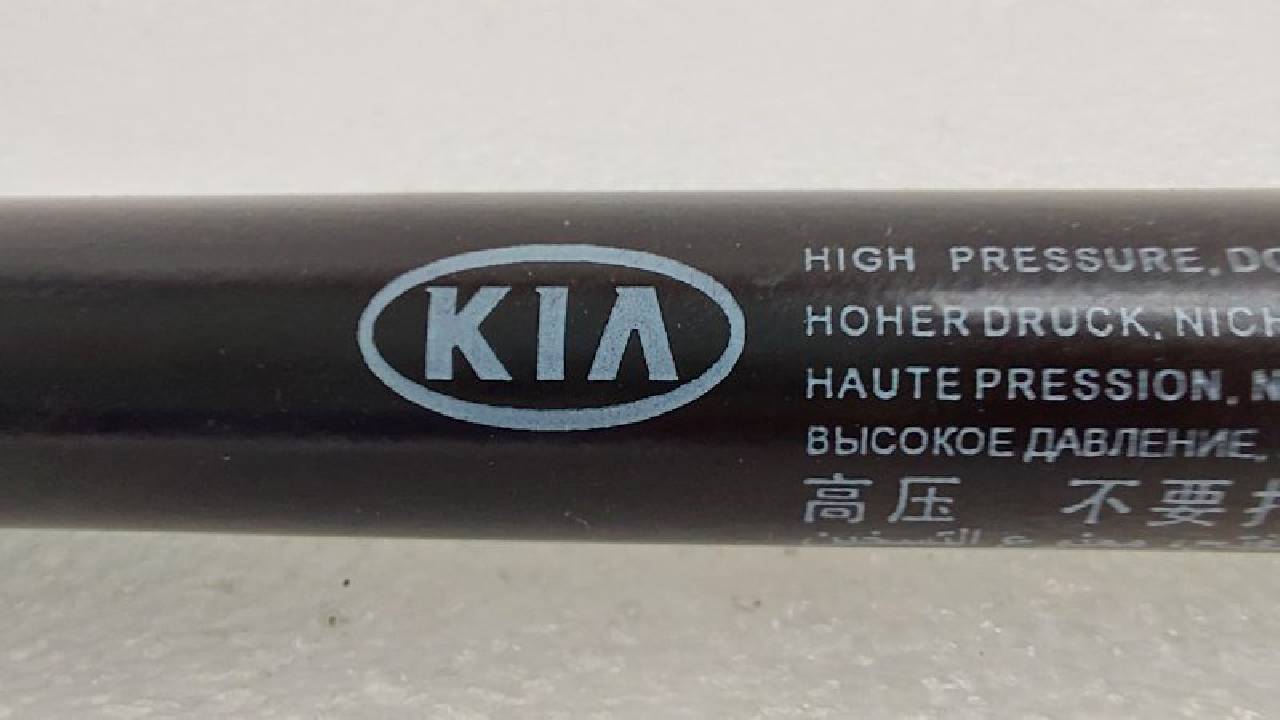 KIA
HIGH PRESSURE, DO
HOHER DRUCK, NICH
HAUTE PRESSION, N
ВЫСОКОЕ ДАВЛЕНИЕ,
高压 不要